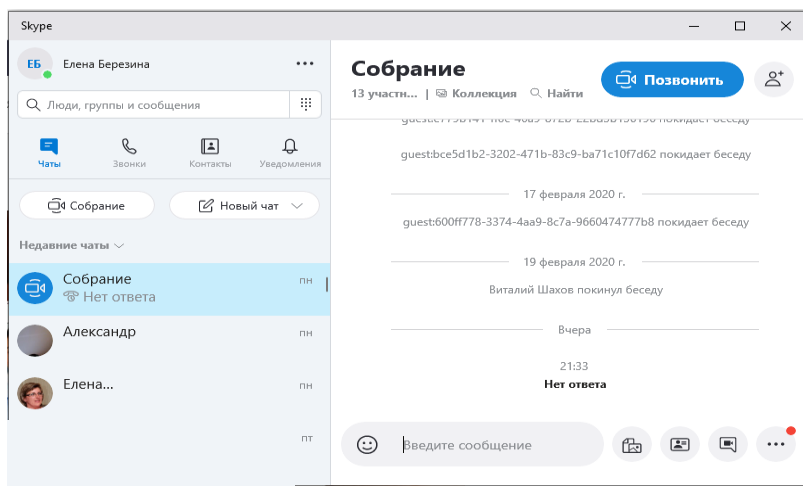 Skype
ЕБ Елена Березина
Люди, группы и сообщения
Чаты Звонки Контакты Уведомления
Собрание Новый чат
Недавние чаты
Собрание пн
Нет ответа
Александр пн
Елена... пн
пт
Собрание
13 участн... | Коллекция Найти
Позвонить
покидает беседу
guest:bce5d1b2-3202-471b-83c9-ba71c10f7d62 покидает беседу
17 февраля 2020 г.
guest:600ff778-3374-4aa9-8c7a-9660474777b8 покидает беседу
19 февраля 2020 г.
Виталий Шахов покинул беседу
Вчера
21:33
Нет ответа
Введите сообщение